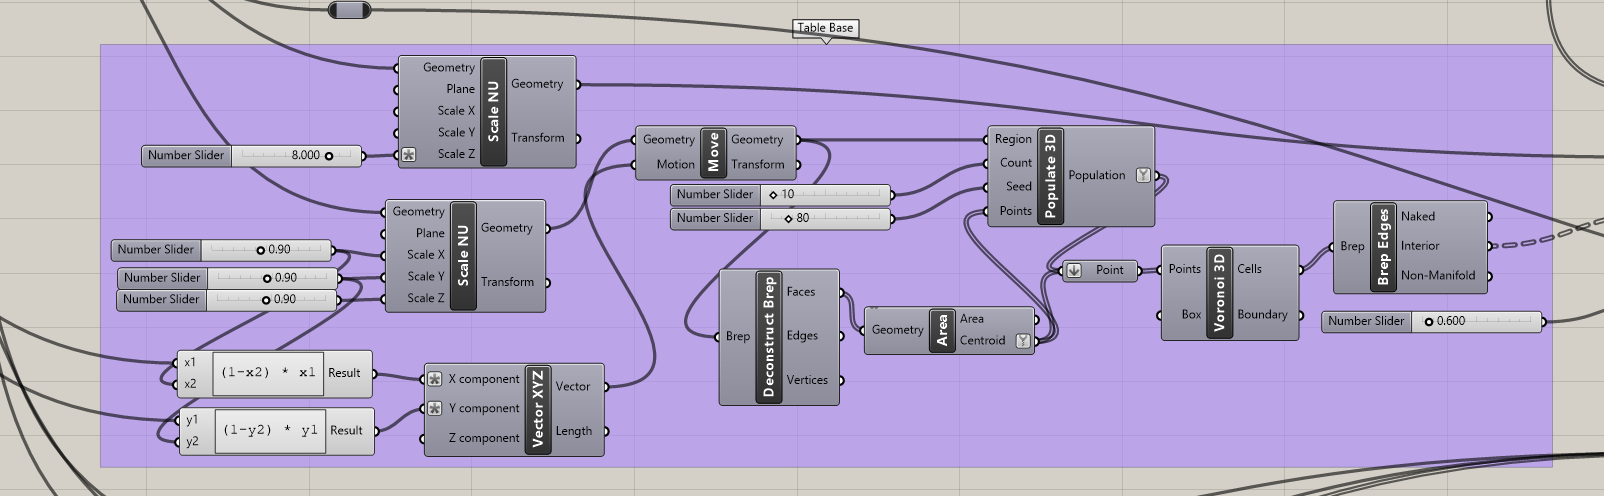 Table Base
Geometry
Plane
Scale X
Scale Y
Scale Z
Scale NU
Geometry
Transform
Number Slider 8.000
Geometry
Plane
Scale X
Scale Y
Scale Z
Scale NU
Geometry
Transform
Number Slider 0.90
Number Slider 0.90
Number Slider 0.90
x1
x2
(1-x2) * x1
Result
y1
y2
(1-y2) * y1
Result
X component
Y component
Z component
Vector XYZ
Vector
Length
Geometry
Motion
Move
Geometry
Transform
Number Slider 10
Number Slider 80
Region
Count
Seed
Points
Populate 3D
Population
Brep
Deconstruct Brep
Faces
Edges
Vertices
Geometry
Area
Area
Centroid
Point
Points
Box
Voronoi 3D
Cells
Boundary
Brep
Brep Edges
Naked
Interior
Non-Manifold
Number Slider 0.600